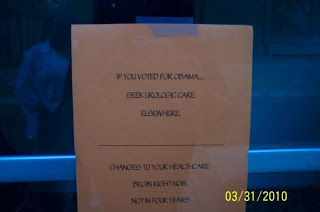 IF YOU VOTED FOR OBAMA....
SEEK UROLOGIC CARE
ELSEWHERE.
CHANGES TO YOUR HEALTHCARE
BEGIN RIGHT NOW.
NOT IN FOUR YEARS
03/31/2010